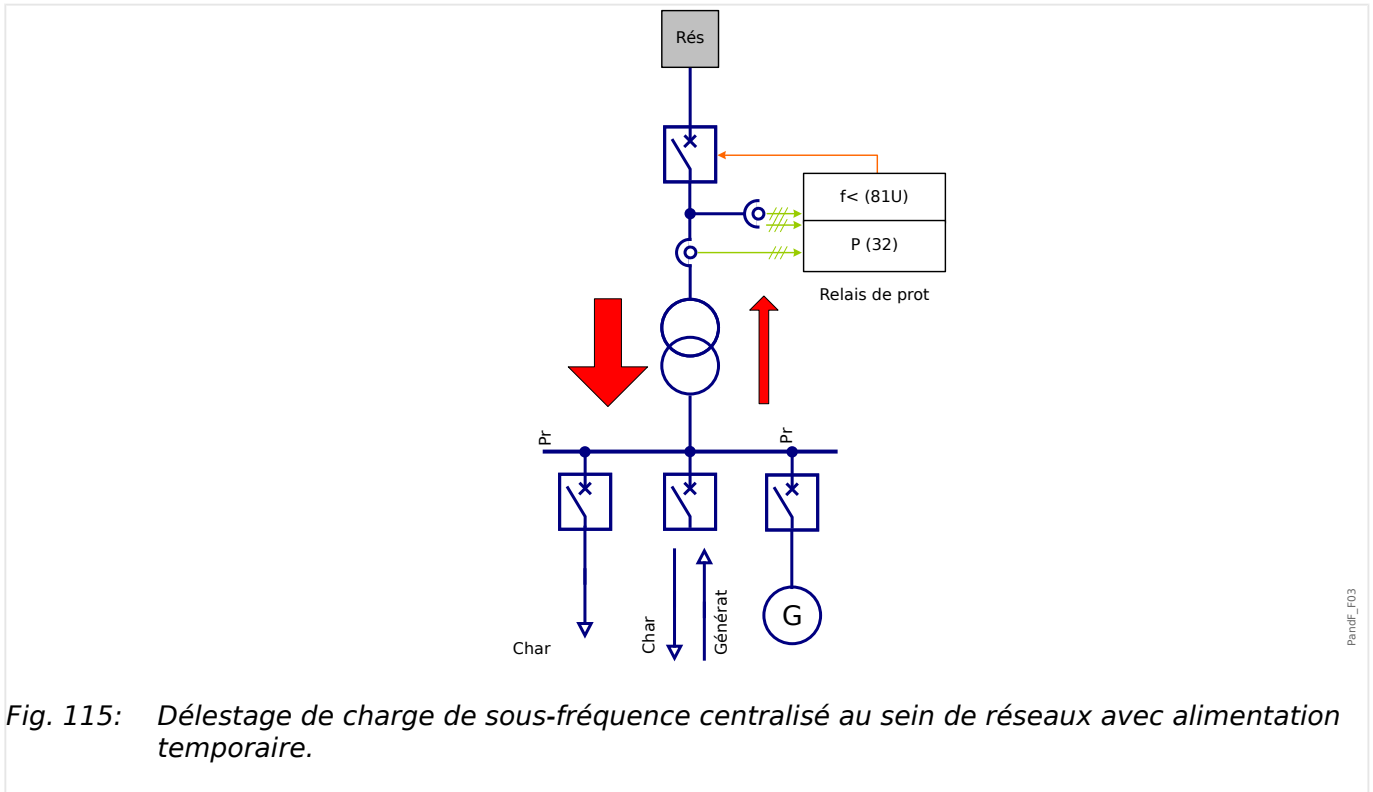 Rés
f< (81U)
P (32)
Relais de prot
Pr
Pr
Char
Char
Générat
G
PandF_F03
Fig. 115: Délestage de charge de sous-fréquence centralisé au sein de réseaux avec alimentation
temporaire.